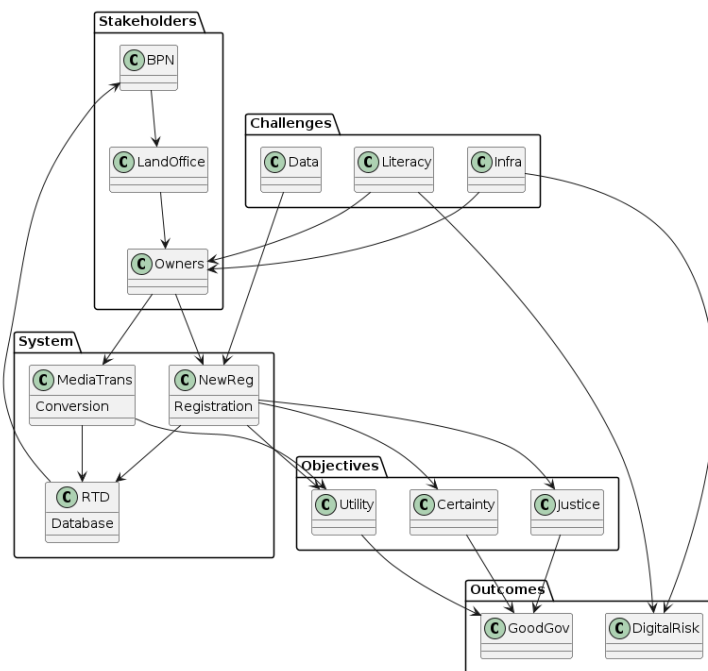 Stakeholders
C BPN
C LandOffice
C Owners
Challenges
C Data
C Literacy
C Infra
System
C MediaTrans
Conversion
C NewReg
Registration
C RTD
Database
Objectives
C Utility
C Certainty
C Justice
Outcomes
C GoodGov
C DigitalRisk